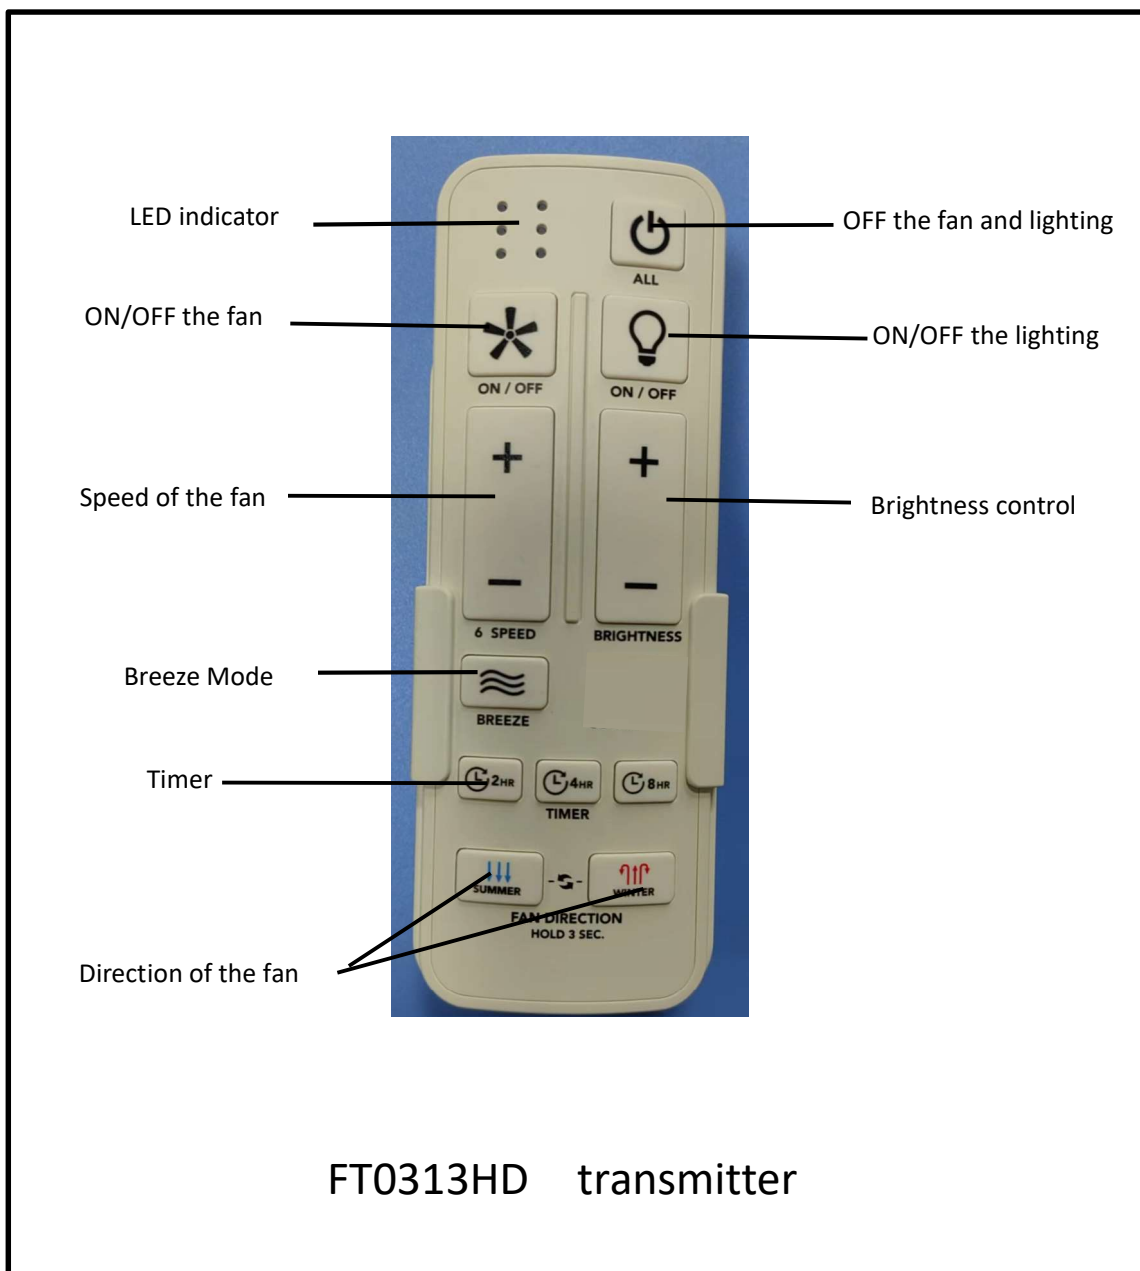 LED indicator
OFF the fan and lighting
ALL
ON/OFF the fan
ON/OFF the lighting
ON / OFF
ON / OFF
+
+
Speed of the fan
Brightness control
−
−
6 SPEED
BRIGHTNESS
Breeze Mode
BREEZE
Timer
2HR
4HR
8HR
TIMER
SUMMER
WINTER
FAN DIRECTION
HOLD 3 SEC.
Direction of the fan
FT0313HD transmitter